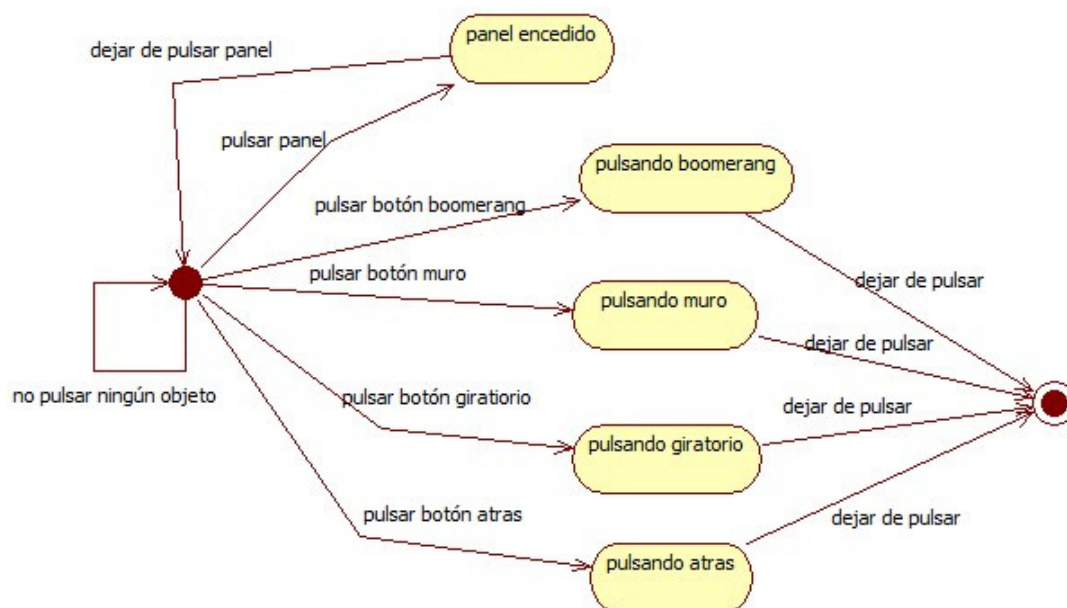 panel encedido
dejar de pulsar panel
pulsar panel
pulsando boomerang
pulsar botón boomerang
pulsar botón muro
dejar de pulsar
pulsando muro
dejar de pulsar
no pulsar ningún objeto
pulsar botón giratiorio
dejar de pulsar
pulsando giratorio
pulsar botón atras
dejar de pulsar
pulsando atras